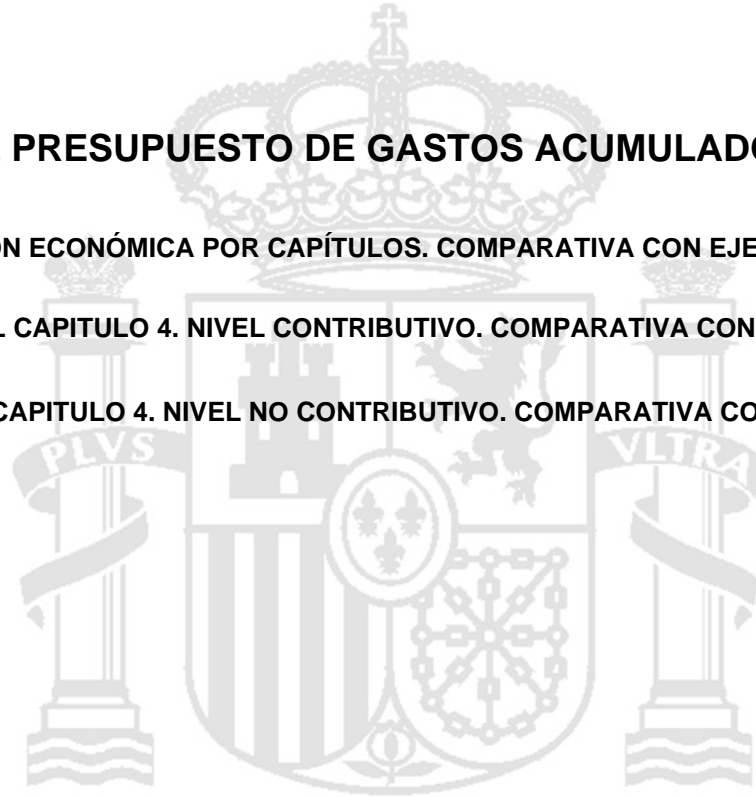 PRESUPUESTO DE GASTOS ACUMULADO
ÓN ECONÓMICA POR CAPÍTULOS. COMPARATIVA CON EJE
L CAPITULO 4. NIVEL CONTRIBUTIVO. COMPARATIVA CON
CAPITULO 4. NIVEL NO CONTRIBUTIVO. COMPARATIVA CO
PLVS
VLTRA